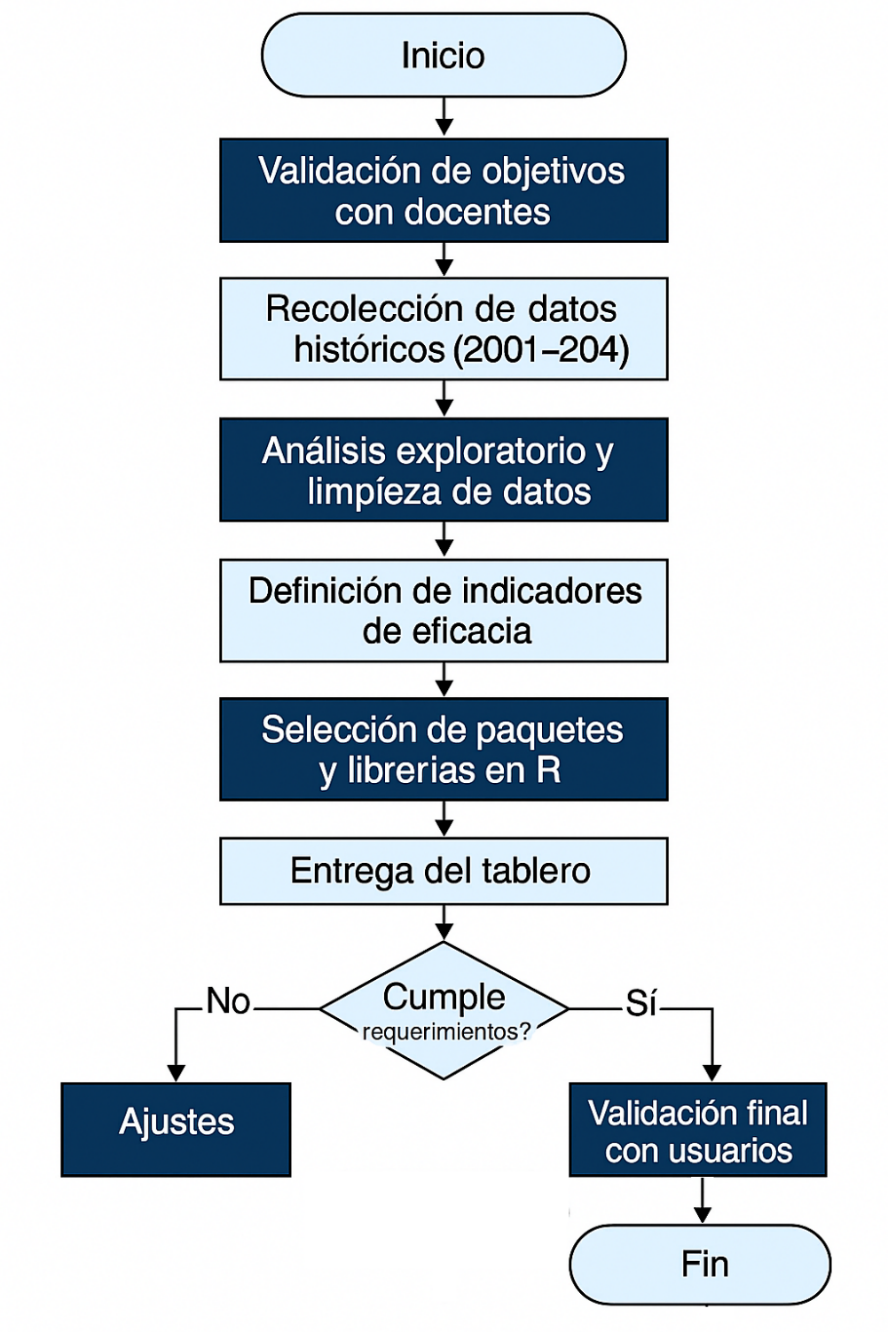 Inicio
Validación de objetivos
con docentes
Recolección de datos
históricos (2001–204)
Análisis exploratorio y
limpíeza de datos
Definición de indicadores
de eficacia
Selección de paquetes
y librerias en R
Entrega del tablero
Cumple
requerimientos?
No
Sí
Ajustes
Validación final
con usuarios
Fin